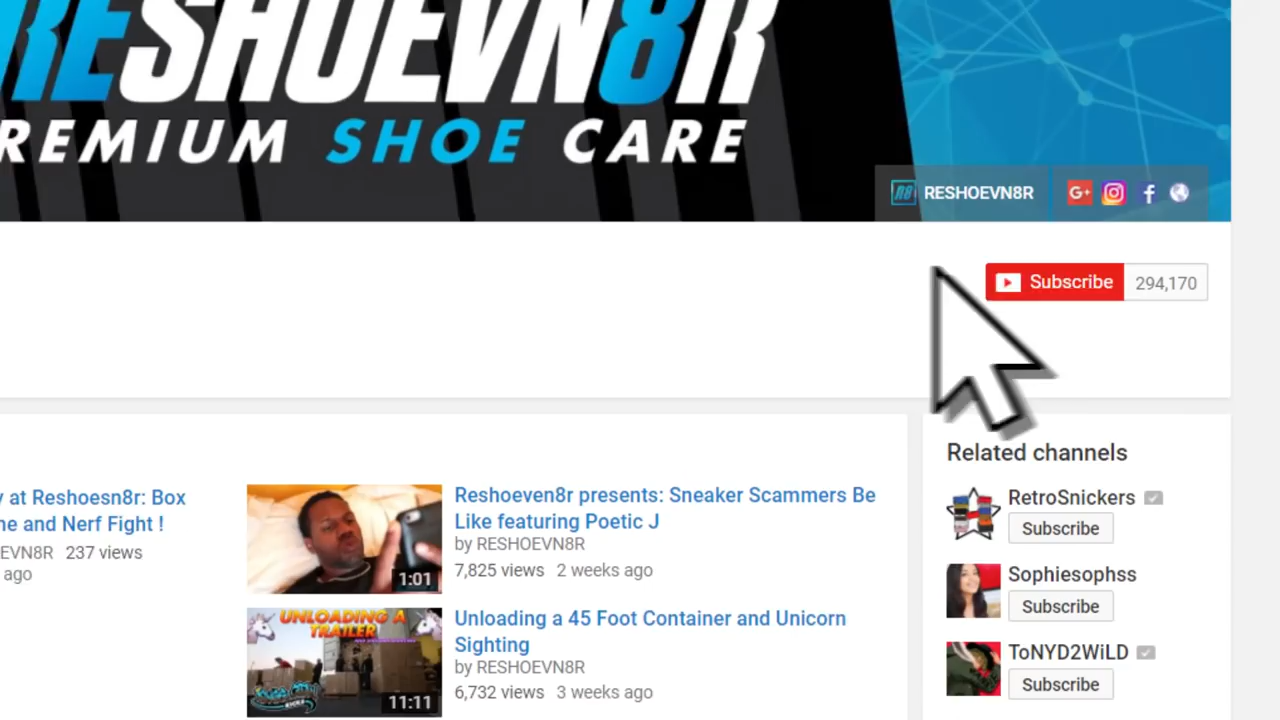 RESHOEVN8R
REMIUM SHOE CARE
R8 RESHOEVN8R G+ f
Subscribe 294,170
Related channels
y at Reshoesn8r: Box
ne and Nerf Fight !
EVN8R 237 views
ago
1:01
Reshoeven8r presents: Sneaker Scammers Be
Like featuring Poetic J
by RESHOEVN8R
7,825 views 2 weeks ago
UNLOADING A
TRAILER
11:11
Unloading a 45 Foot Container and Unicorn
Sighting
by RESHOEVN8R
6,732 views 3 weeks ago
RetroSnickers
Subscribe
Sophiesophss
Subscribe
ToNYD2WiLD
Subscribe